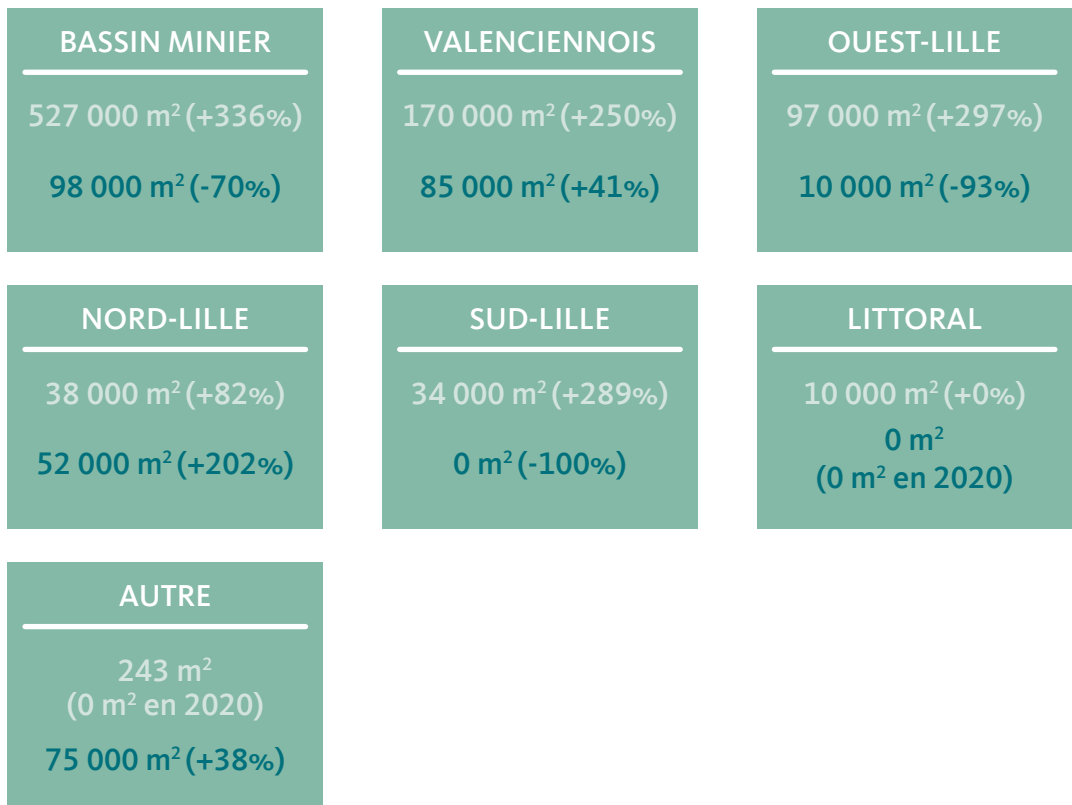 BASSIN MINIER
527 000 m² (+336%)
98 000 m² (-70%)
VALENCIENNOIS
170 000 m² (+250%)
85 000 m² (+41%)
OUEST-LILLE
97 000 m² (+297%)
10 000 m² (-93%)
NORD-LILLE
38 000 m² (+82%)
52 000 m² (+202%)
SUD-LILLE
34 000 m² (+289%)
0 m² (-100%)
LITTORAL
10 000 m² (+0%)
0 m²
(0 m² en 2020)
AUTRE
243 m²
(0 m² en 2020)
75 000 m² (+38%)